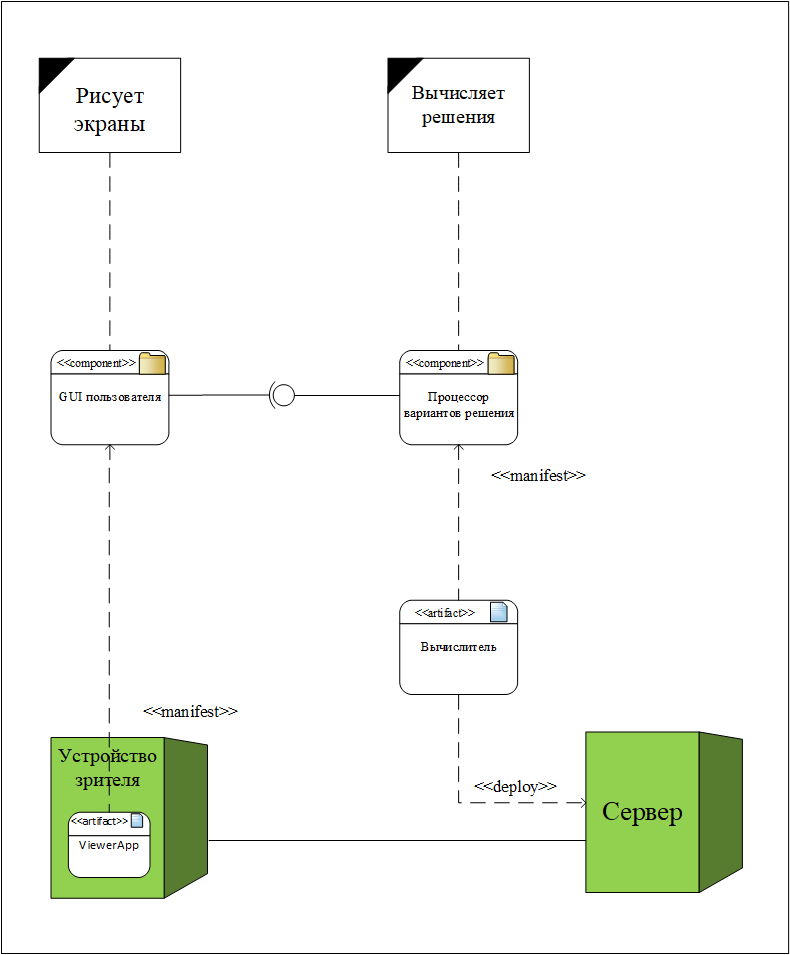 Рисует
экраны
Вычисляет
решения
<<component>>
GUI пользователя
<<component>>
Процессор
вариантов решения
<<manifest>>
<<artifact>>
Вычислитель
<<manifest>>
Устройство
зрителя
<<deploy>>
Сервер
<<artifact>>
ViewerApp